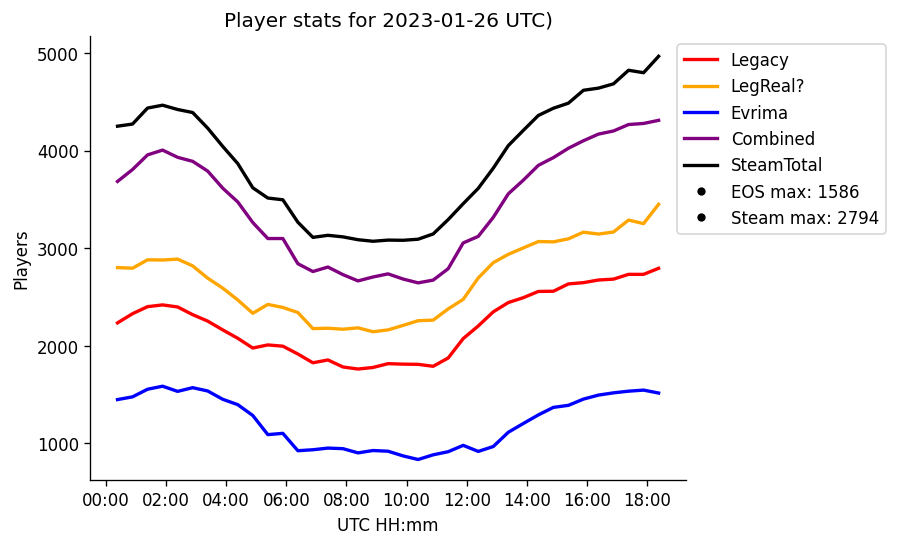 Player stats for 2023-01-26 UTC)
5000
4000
3000
2000
1000
Players
00:00 02:00 04:00 06:00 08:00 10:00 12:00 14:00 16:00 18:00
UTC HH:mm
Legacy
LegReal?
Evrima
Combined
SteamTotal
EOS max: 1586
Steam max: 2794